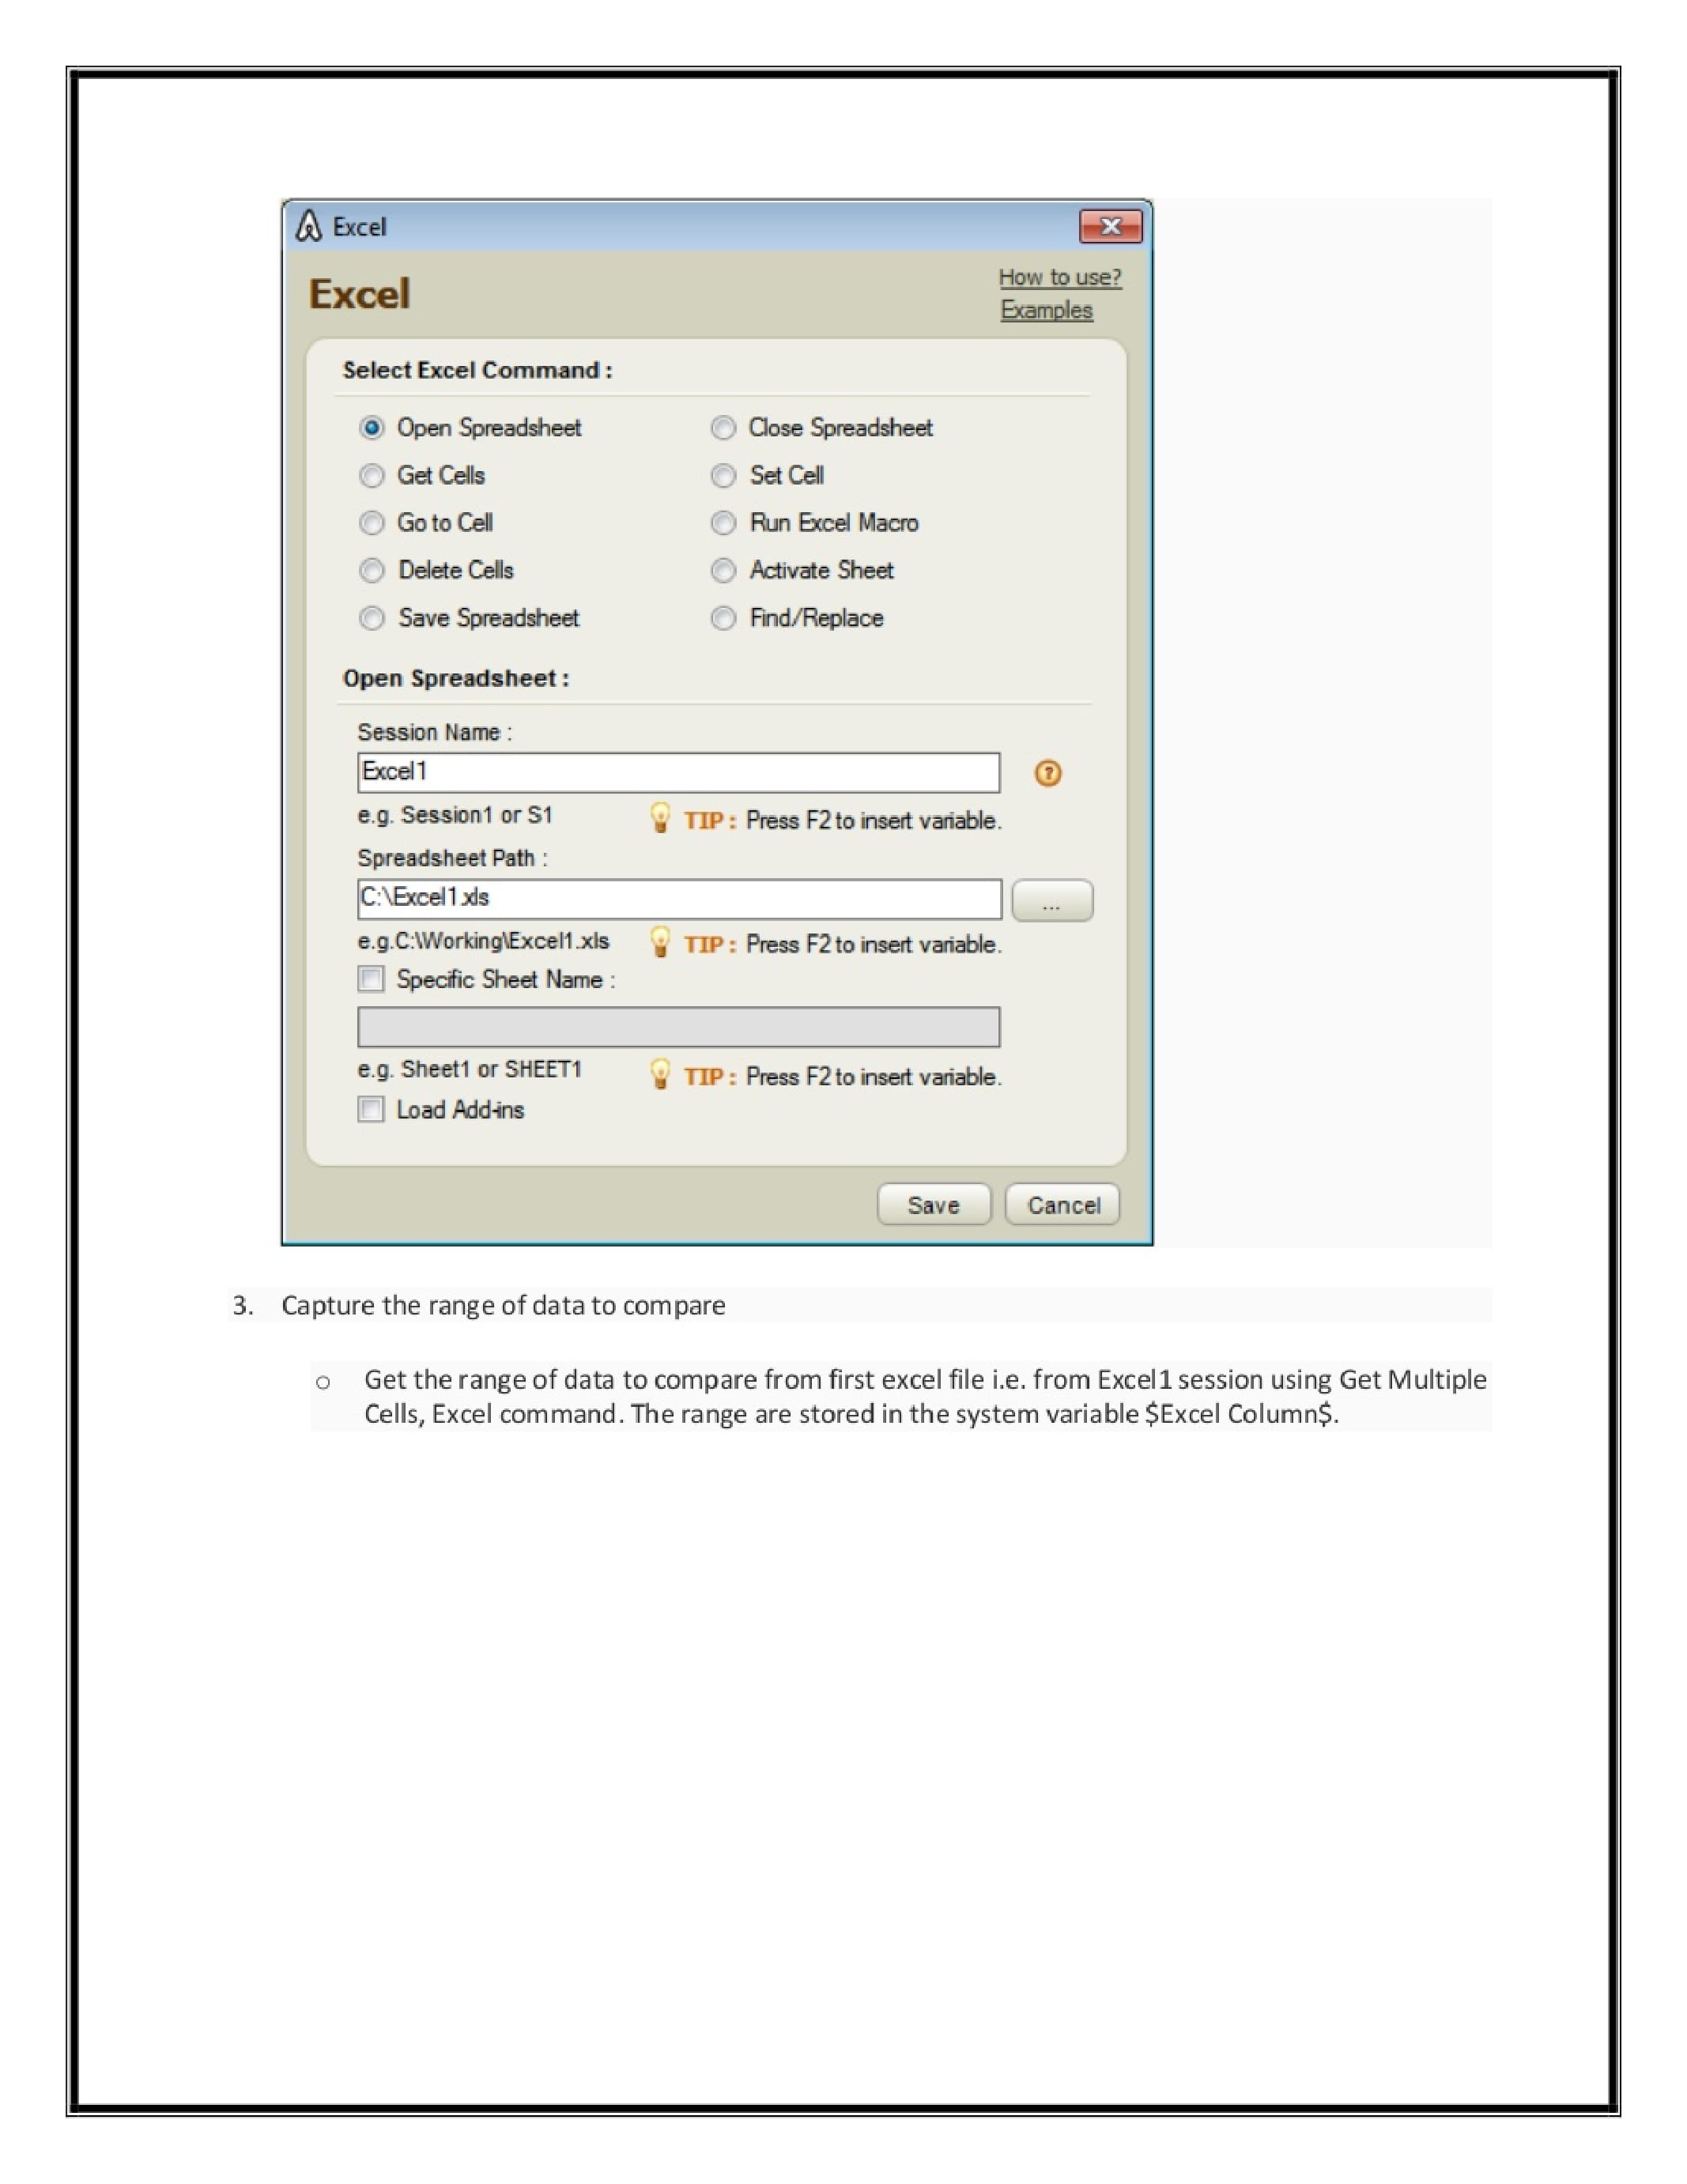 Excel
Excel
How to use?
Examples
Select Excel Command :
Open Spreadsheet
Close Spreadsheet
Get Cells
Set Cell
Go to Cell
Run Excel Macro
Delete Cells
Activate Sheet
Save Spreadsheet
Find/Replace
Open Spreadsheet :
Session Name :
Excel1
?
e.g. Session1 or S1
TIP : Press F2 to insert variable.
Spreadsheet Path :
C:\Excel1.xls
...
e.g.C:\Working\Excel1.xls
TIP : Press F2 to insert variable.
Specific Sheet Name :
e.g. Sheet1 or SHEET1
TIP : Press F2 to insert variable.
Load Add-ins
Save
Cancel
3. Capture the range of data to compare
o Get the range of data to compare from first excel file i.e. from Excel1 session using Get Multiple
Cells, Excel command. The range are stored in the system variable $Excel Column$.